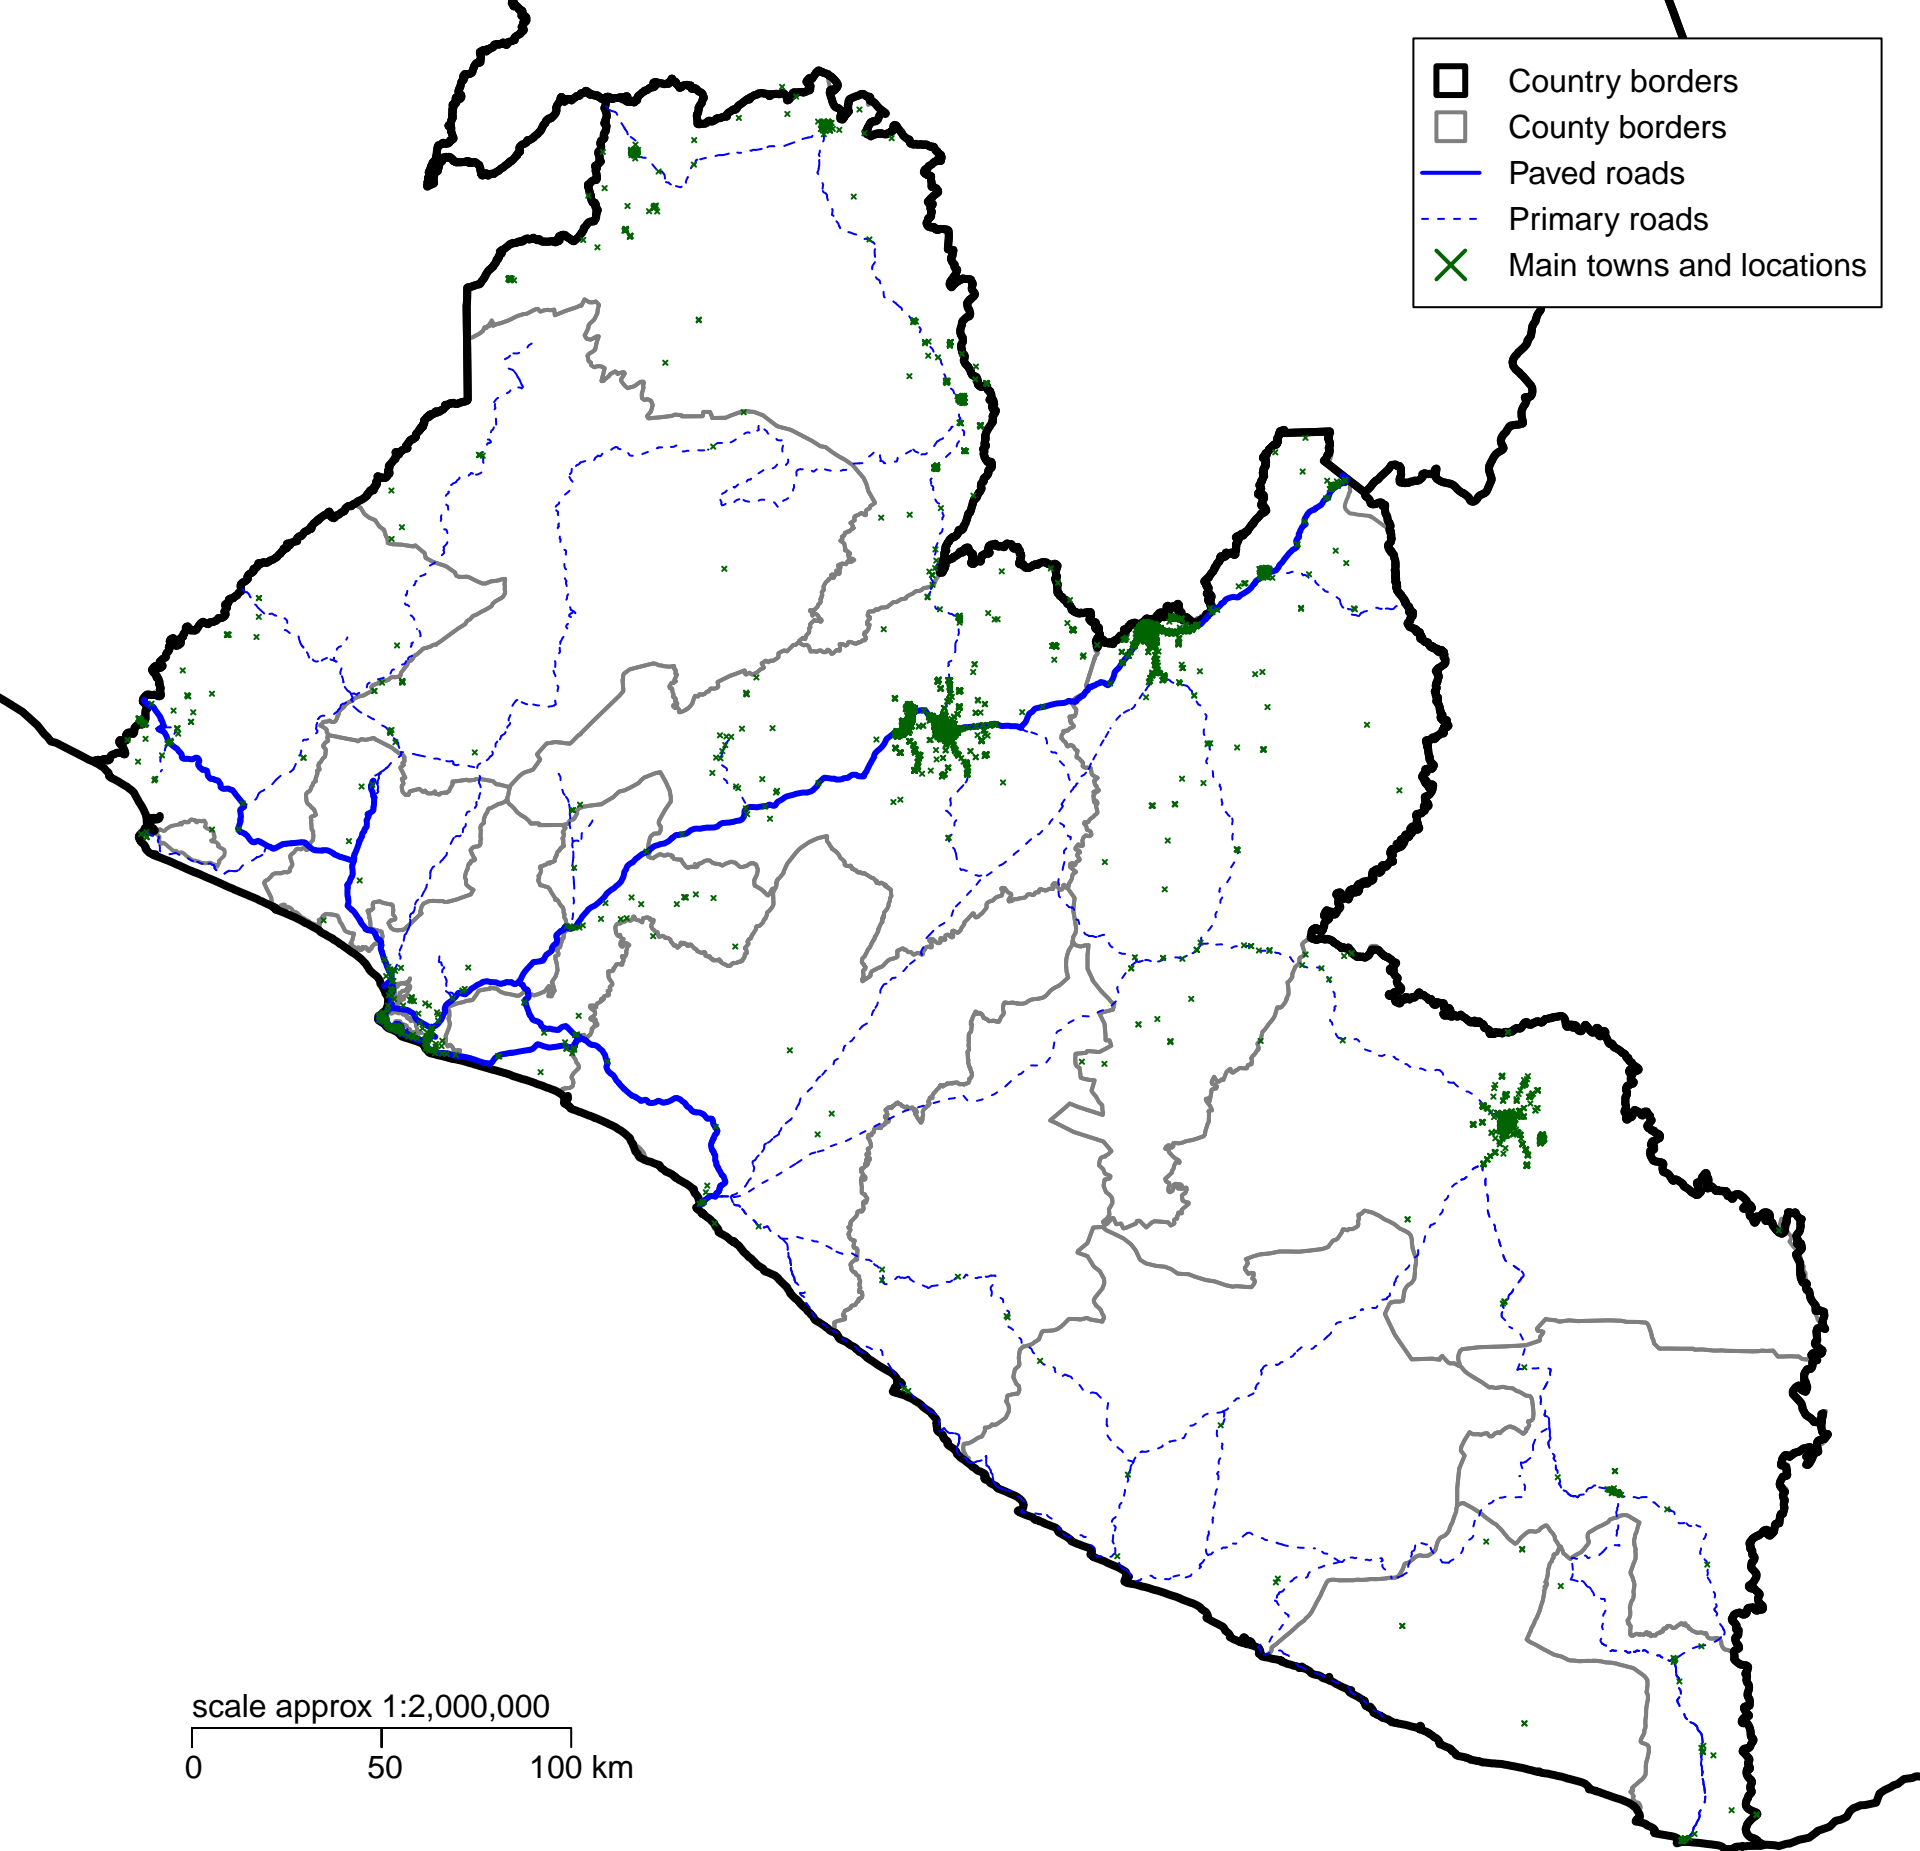 Country borders
County borders
Paved roads
Primary roads
Main towns and locations
scale approx 1:2,000,000
0 50 100 km